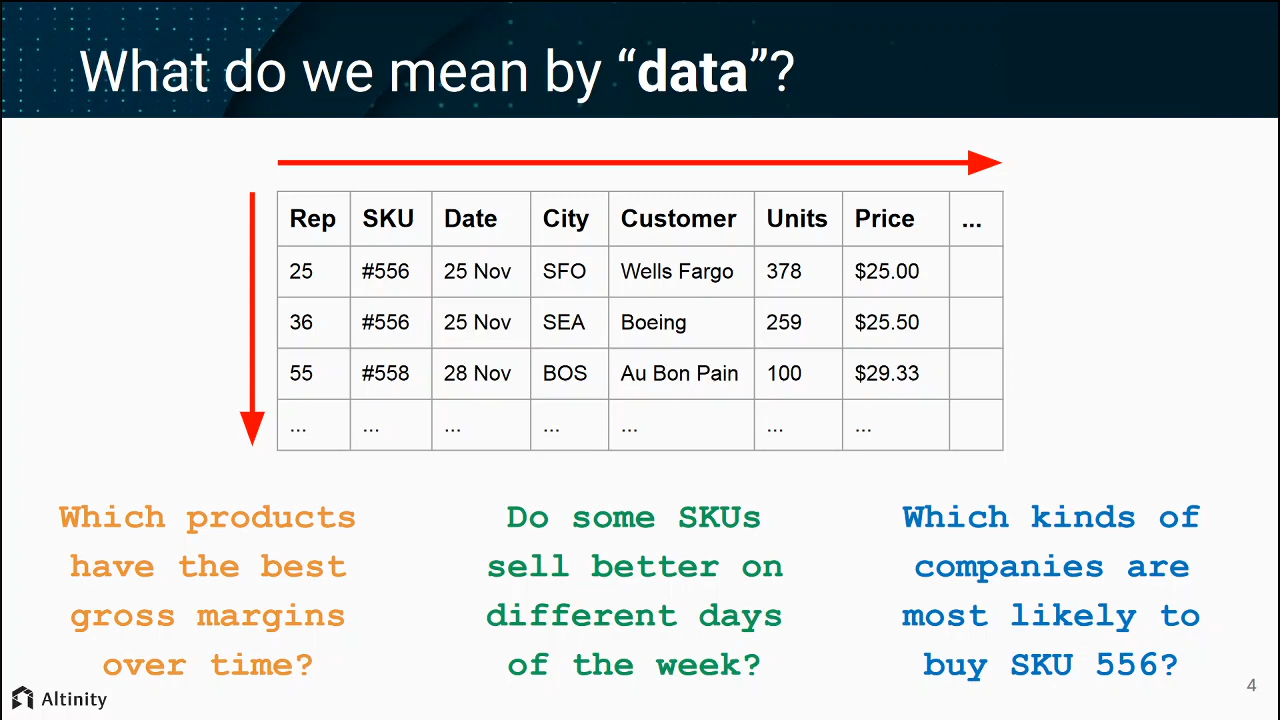 What do we mean by “data”?
Rep SKU Date City Customer Units Price ...
25 #556 25 Nov SFO Wells Fargo 378 $25.00
36 #556 25 Nov SEA Boeing 259 $25.50
55 #558 28 Nov BOS Au Bon Pain 100 $29.33
... ... ... ... ... ... ...
Which products
have the best
gross margins
over time?
Do some SKUs
sell better on
different days
of the week?
Which kinds of
companies are
most likely to
buy SKU 556?
Altinity
4